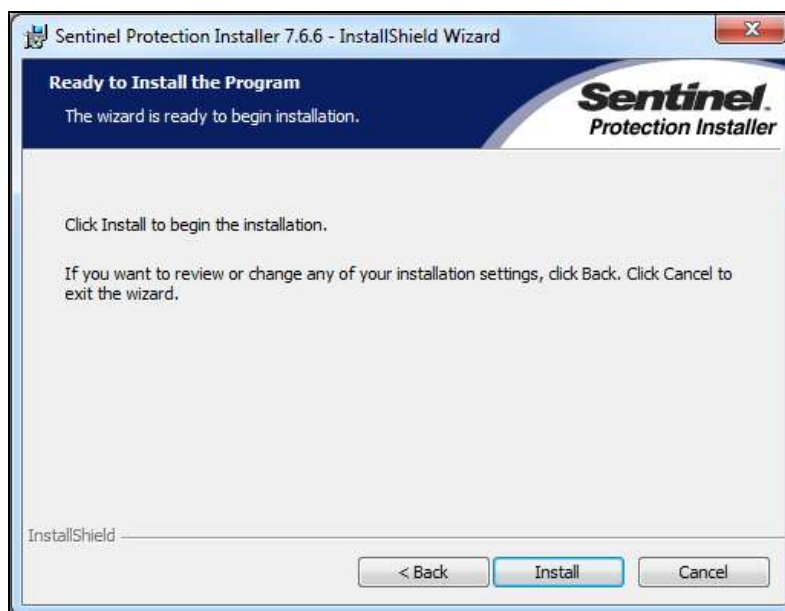 Sentinel Protection Installer 7.6.6 - InstallShield Wizard
Ready to Install the Program
The wizard is ready to begin installation.
Sentinel.
Protection Installer
Click Install to begin the installation.
If you want to review or change any of your installation settings, click Back. Click Cancel to
exit the wizard.
InstallShield
< Back
Install
Cancel